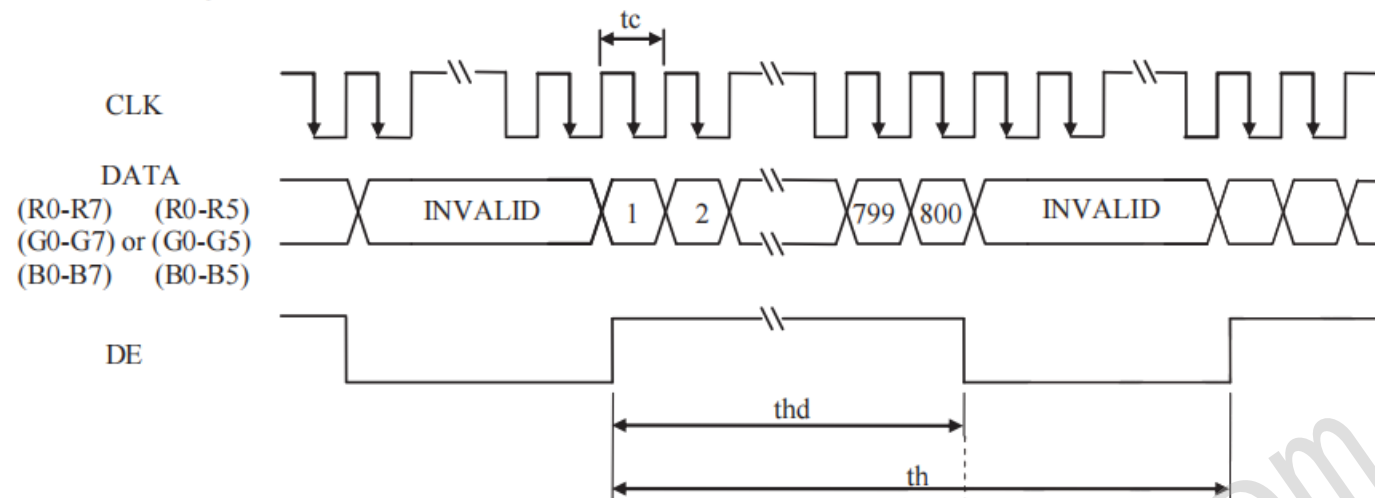 tc
CLK
DATA
(R0-R7) (R0-R5)
(G0-G7) or (G0-G5)
(B0-B7) (B0-B5)
INVALID 1 2 799 800 INVALID
DE
thd
th
om